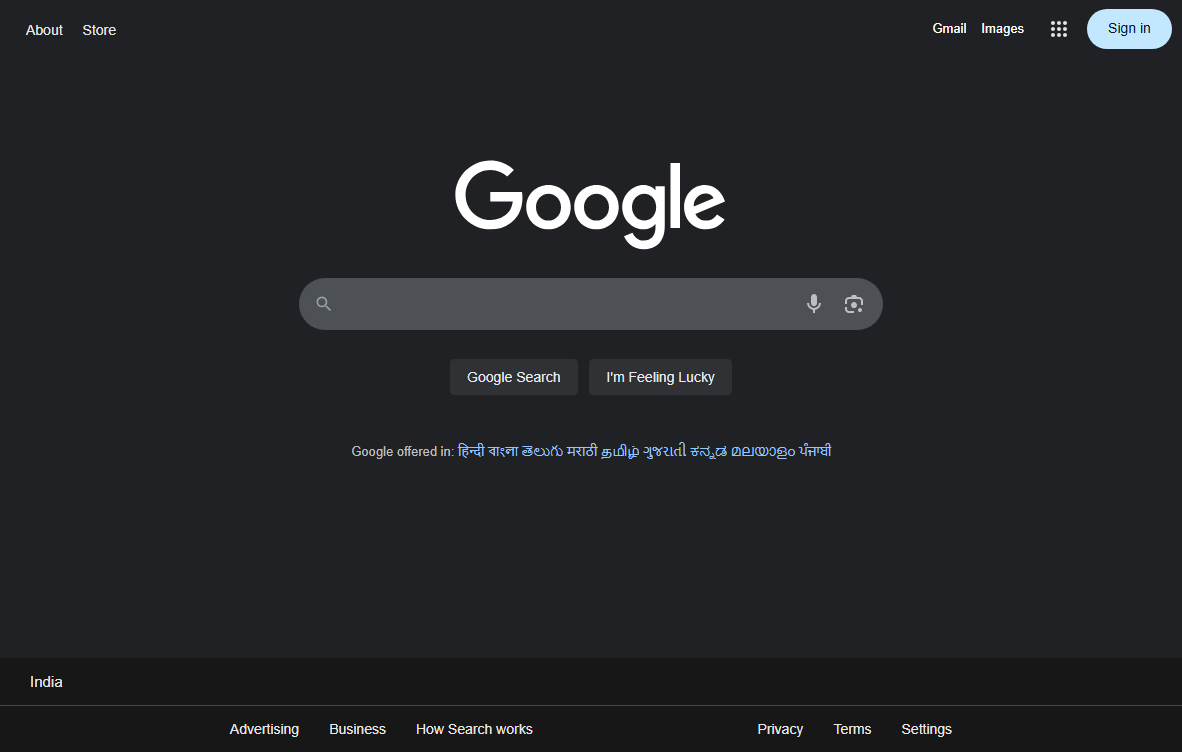 About Store
Gmail Images Sign in
Google
Google Search I'm Feeling Lucky
Google offered in: हिन्दी বাংলা తెలుగు मराठी தமிழ் ગુજરાતી ಕನ್ನಡ മലയാളം ਪੰਜਾਬੀ
India
Advertising Business How Search works Privacy Terms Settings